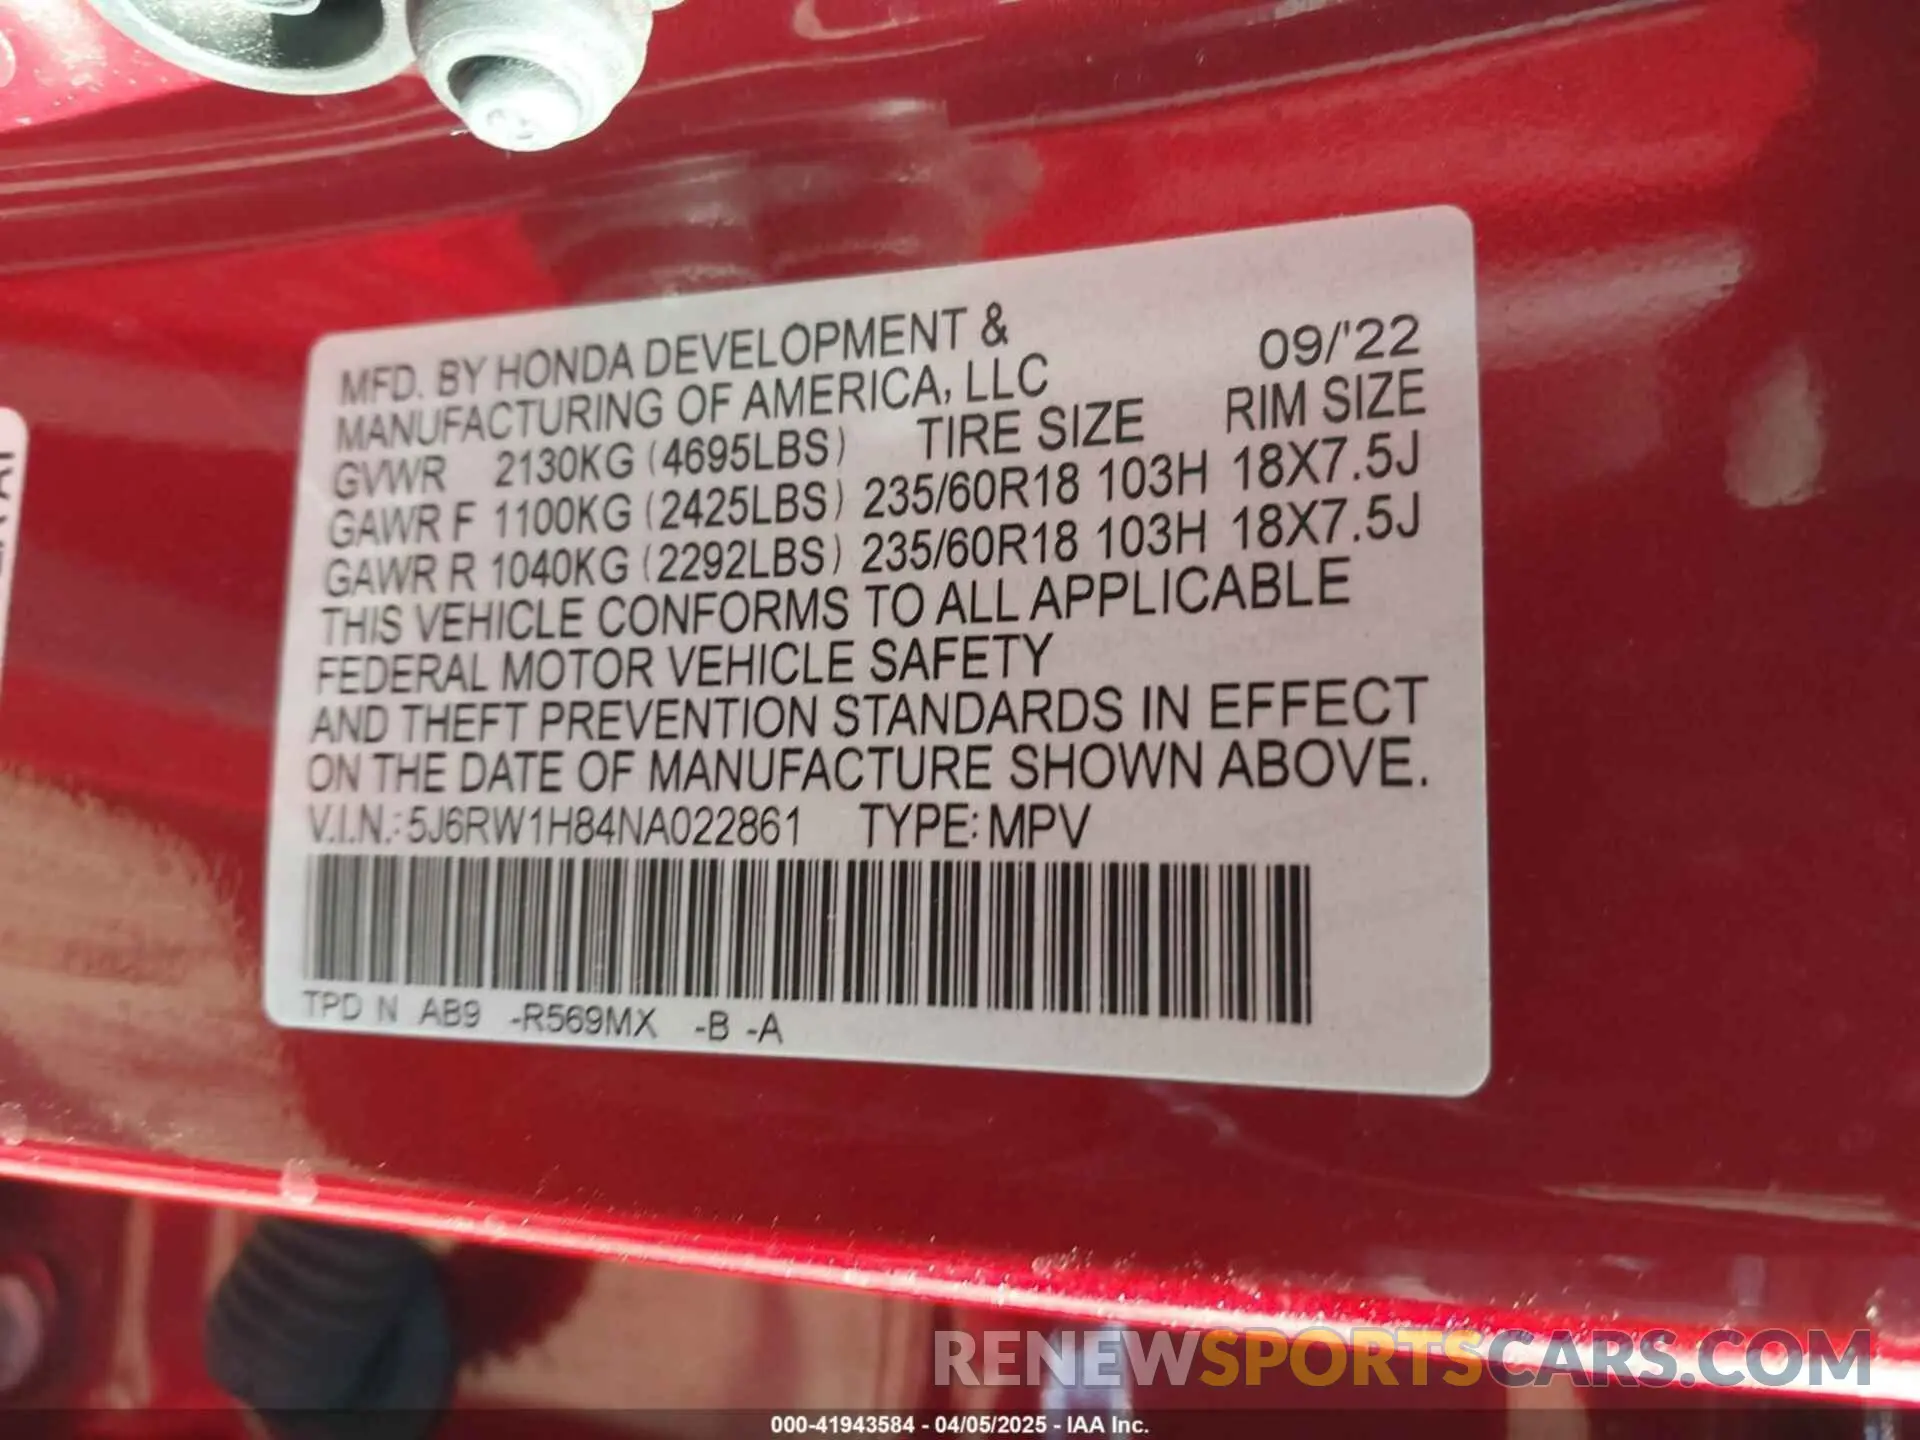 MFD. BY HONDA DEVELOPMENT &
MANUFACTURING OF AMERICA, LLC 09/'22
GVWR 2130KG (4695LBS) TIRE SIZE RIM SIZE
GAWR F 1100KG (2425LBS) 235/60R18 103H 18X7.5J
GAWR R 1040KG (2292LBS) 235/60R18 103H 18X7.5J
THIS VEHICLE CONFORMS TO ALL APPLICABLE
FEDERAL MOTOR VEHICLE SAFETY
AND THEFT PREVENTION STANDARDS IN EFFECT
ON THE DATE OF MANUFACTURE SHOWN ABOVE.
V.I.N.: 5J6RW1H84NA022861 TYPE: MPV
TPD N AB9 -R569MX -B -A
RENEWSPORTSCARS.COM
000-41943584 - 04/05/2025 - IAA Inc.